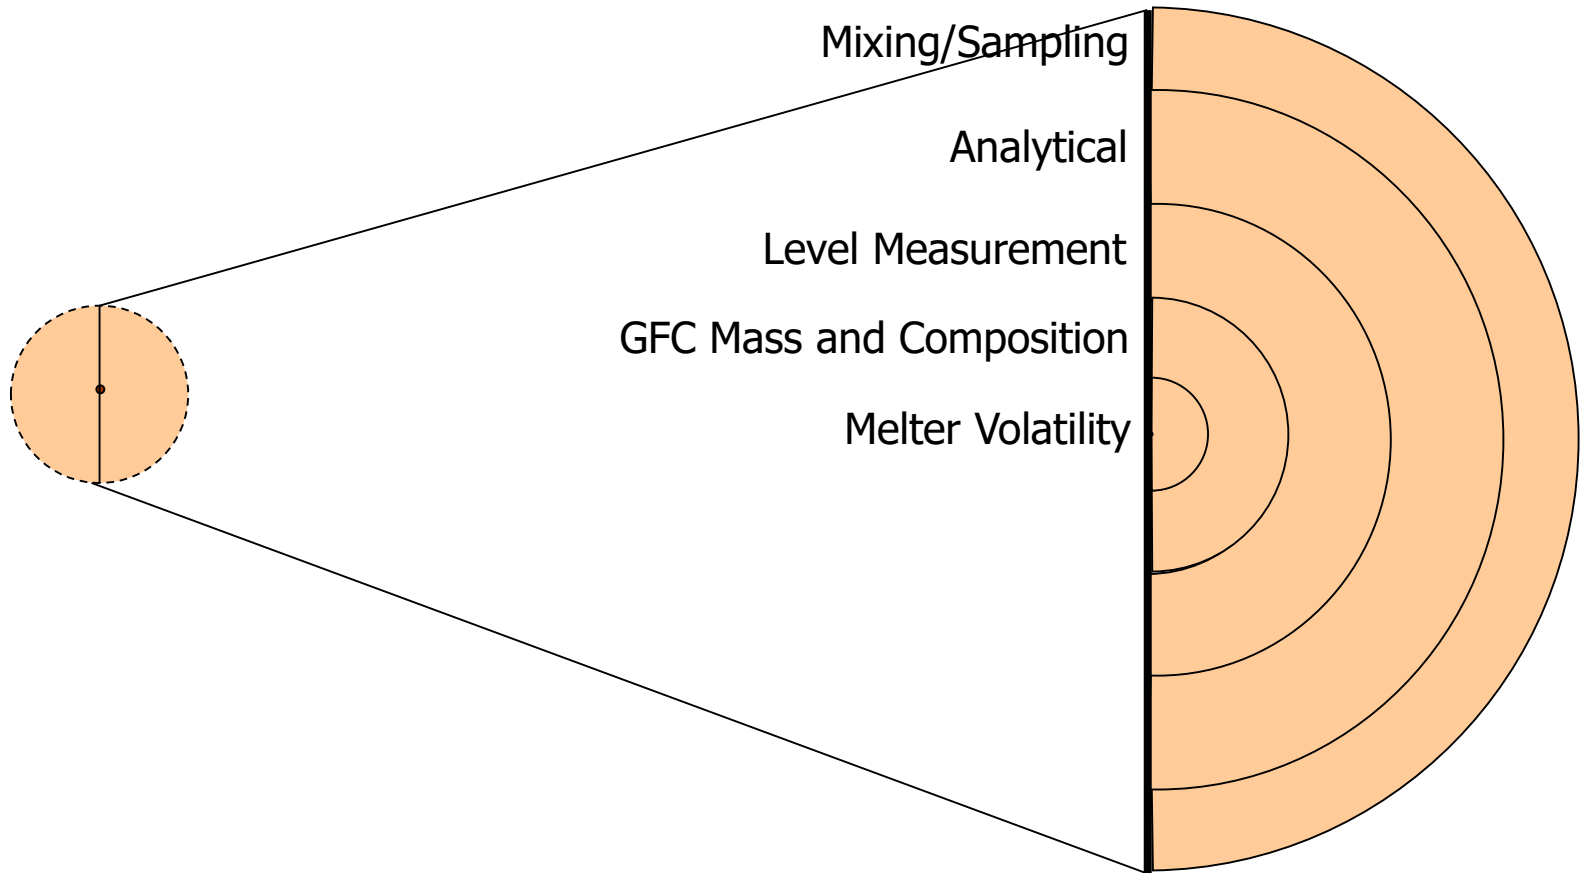 Mixing/Sampling
Analytical
Level Measurement
GFC Mass and Composition
Melter Volatility